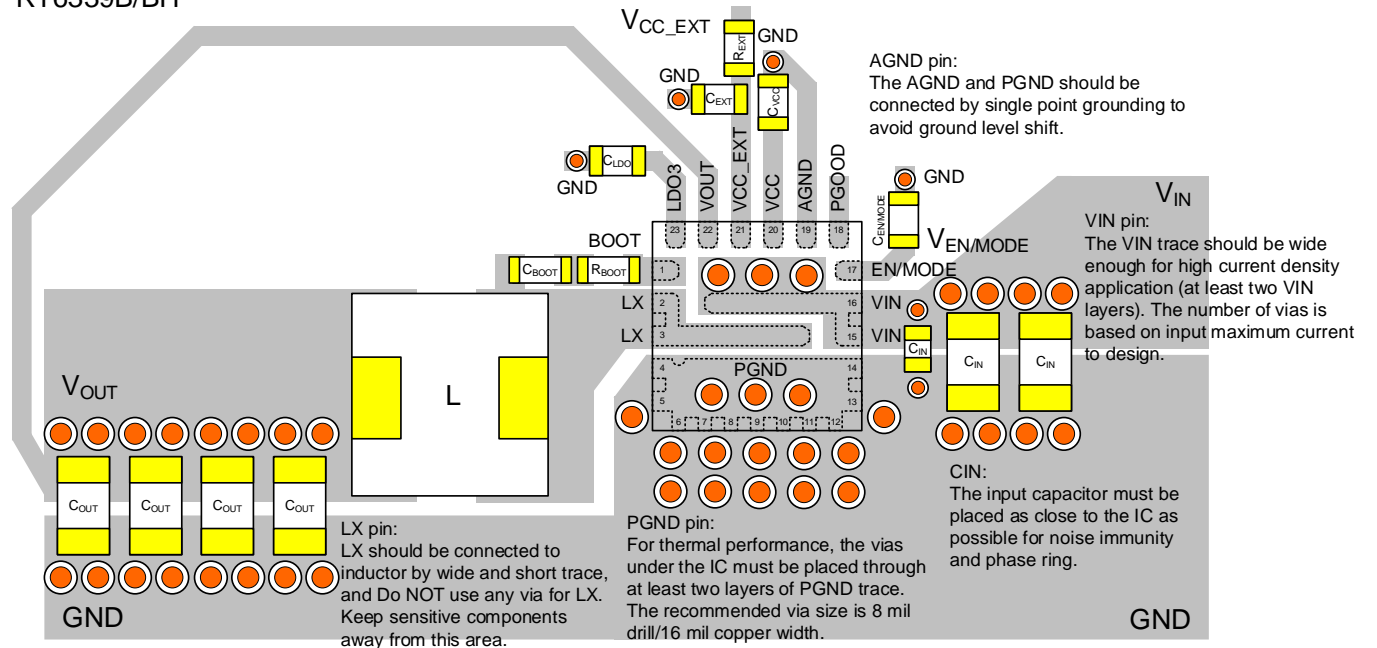 VCC_EXT
REXT
GND
GND
CEXT
CVCC
AGND pin:
The AGND and PGND should be
connected by single point grounding to
avoid ground level shift.
CLDO
GND
LDO3
VOUT
VCC_EXT
VCC
AGND
PGOOD
GND
CEN/MODE
VEN/MODE
VIN
VIN pin:
The VIN trace should be wide
enough for high current density
application (at least two VIN
layers). The number of vias is
based on input maximum current
to design.
23
22
21
20
19
18
BOOT
CBOOT
RBOOT
1
17
EN/MODE
LX
2
16
VIN
LX
3
15
VIN
CIN
CIN
CIN
4
PGND
14
5
13
6
7
8
9
10
11
12
VOUT
L
COUT
COUT
COUT
COUT
CIN:
The input capacitor must be
placed as close to the IC as
possible for noise immunity
and phase ring.
LX pin:
LX should be connected to
inductor by wide and short trace,
and Do NOT use any via for LX.
Keep sensitive components
away from this area.
PGND pin:
For thermal performance, the vias
under the IC must be placed through
at least two layers of PGND trace.
The recommended via size is 8 mil
drill/16 mil copper width.
GND
GND